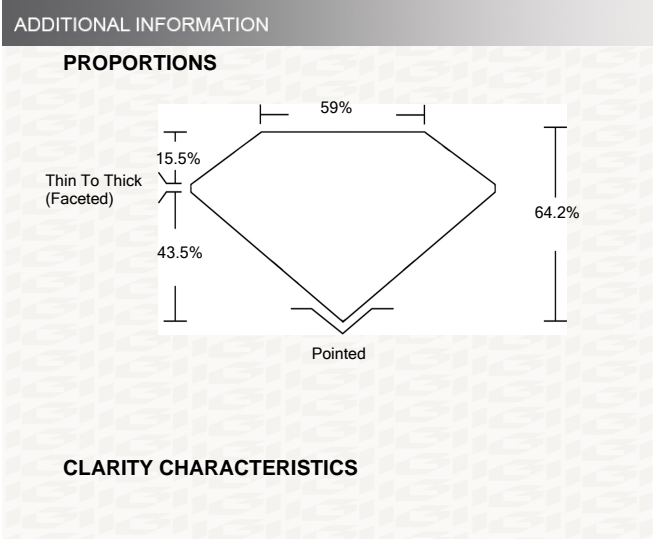 ADDITIONAL INFORMATION
PROPORTIONS
59%
15.5%
Thin To Thick
(Faceted)
64.2%
43.5%
Pointed
CLARITY CHARACTERISTICS